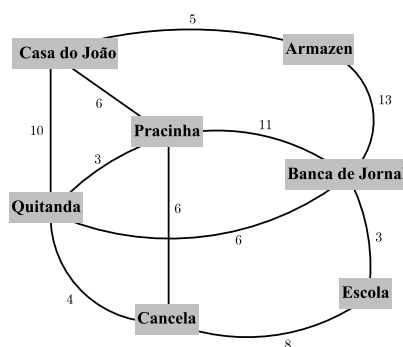 5
Casa do João
Armazen
6
13
10
Pracinha
11
3
Banca de Jorna
Quitanda
6
6
3
4
Cancela
Escola
8